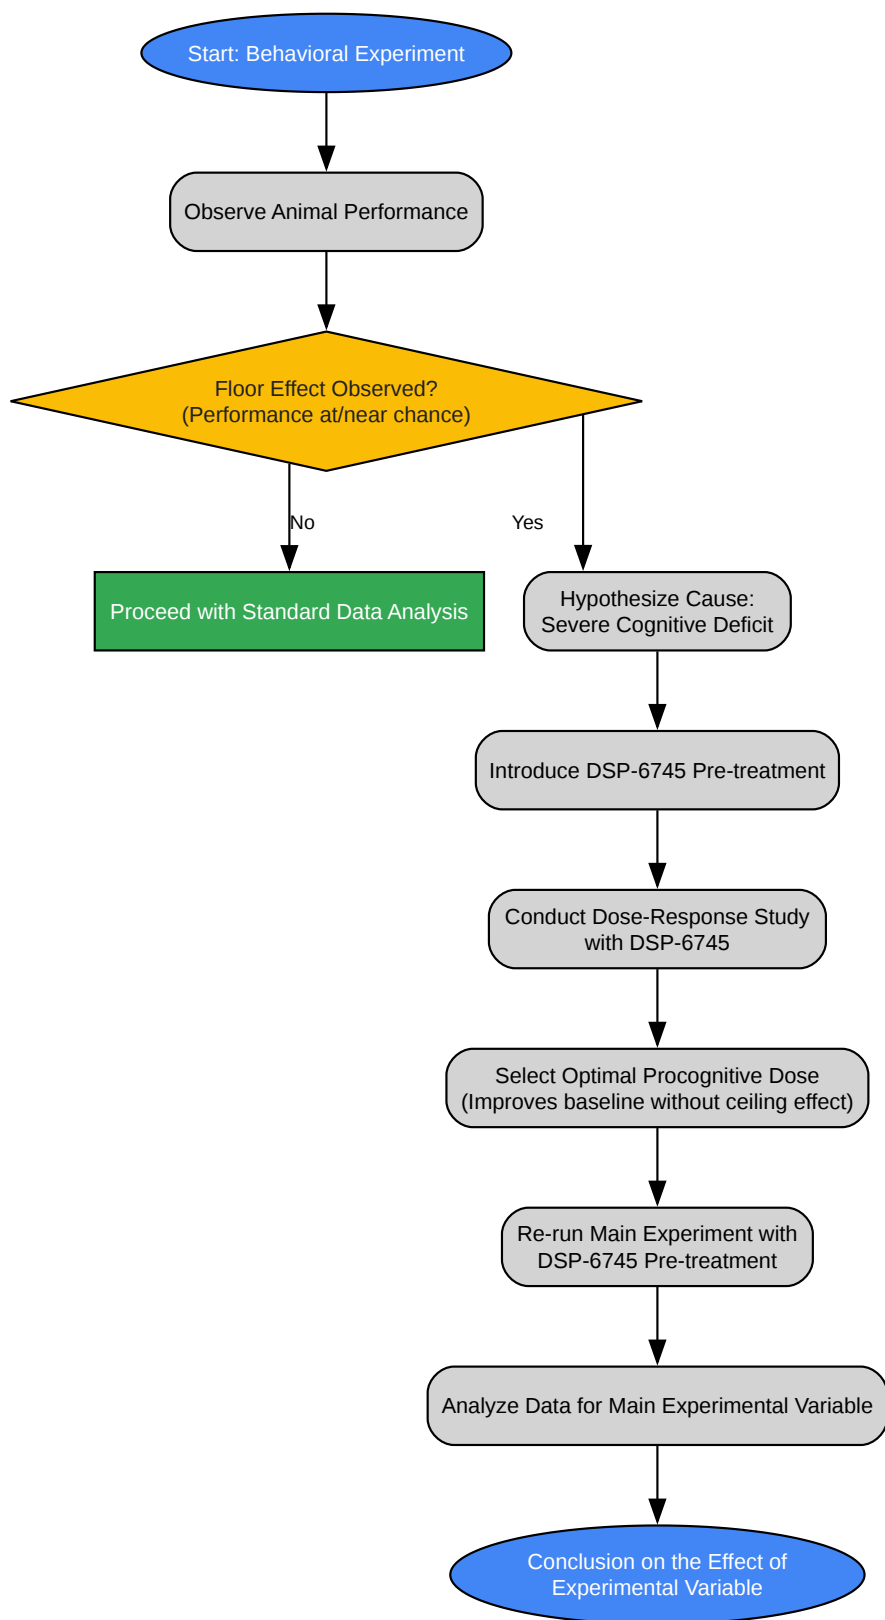 Start: Behavioral Experiment
Observe Animal Performance
Floor Effect Observed?
(Performance at/near chance)
No
Yes
Proceed with Standard Data Analysis
Hypothesize Cause:
Severe Cognitive Deficit
Introduce DSP-6745 Pre-treatment
Conduct Dose-Response Study
with DSP-6745
Select Optimal Procognitive Dose
(Improves baseline without ceiling effect)
Re-run Main Experiment with
DSP-6745 Pre-treatment
Analyze Data for Main Experimental Variable
Conclusion on the Effect of
Experimental Variable